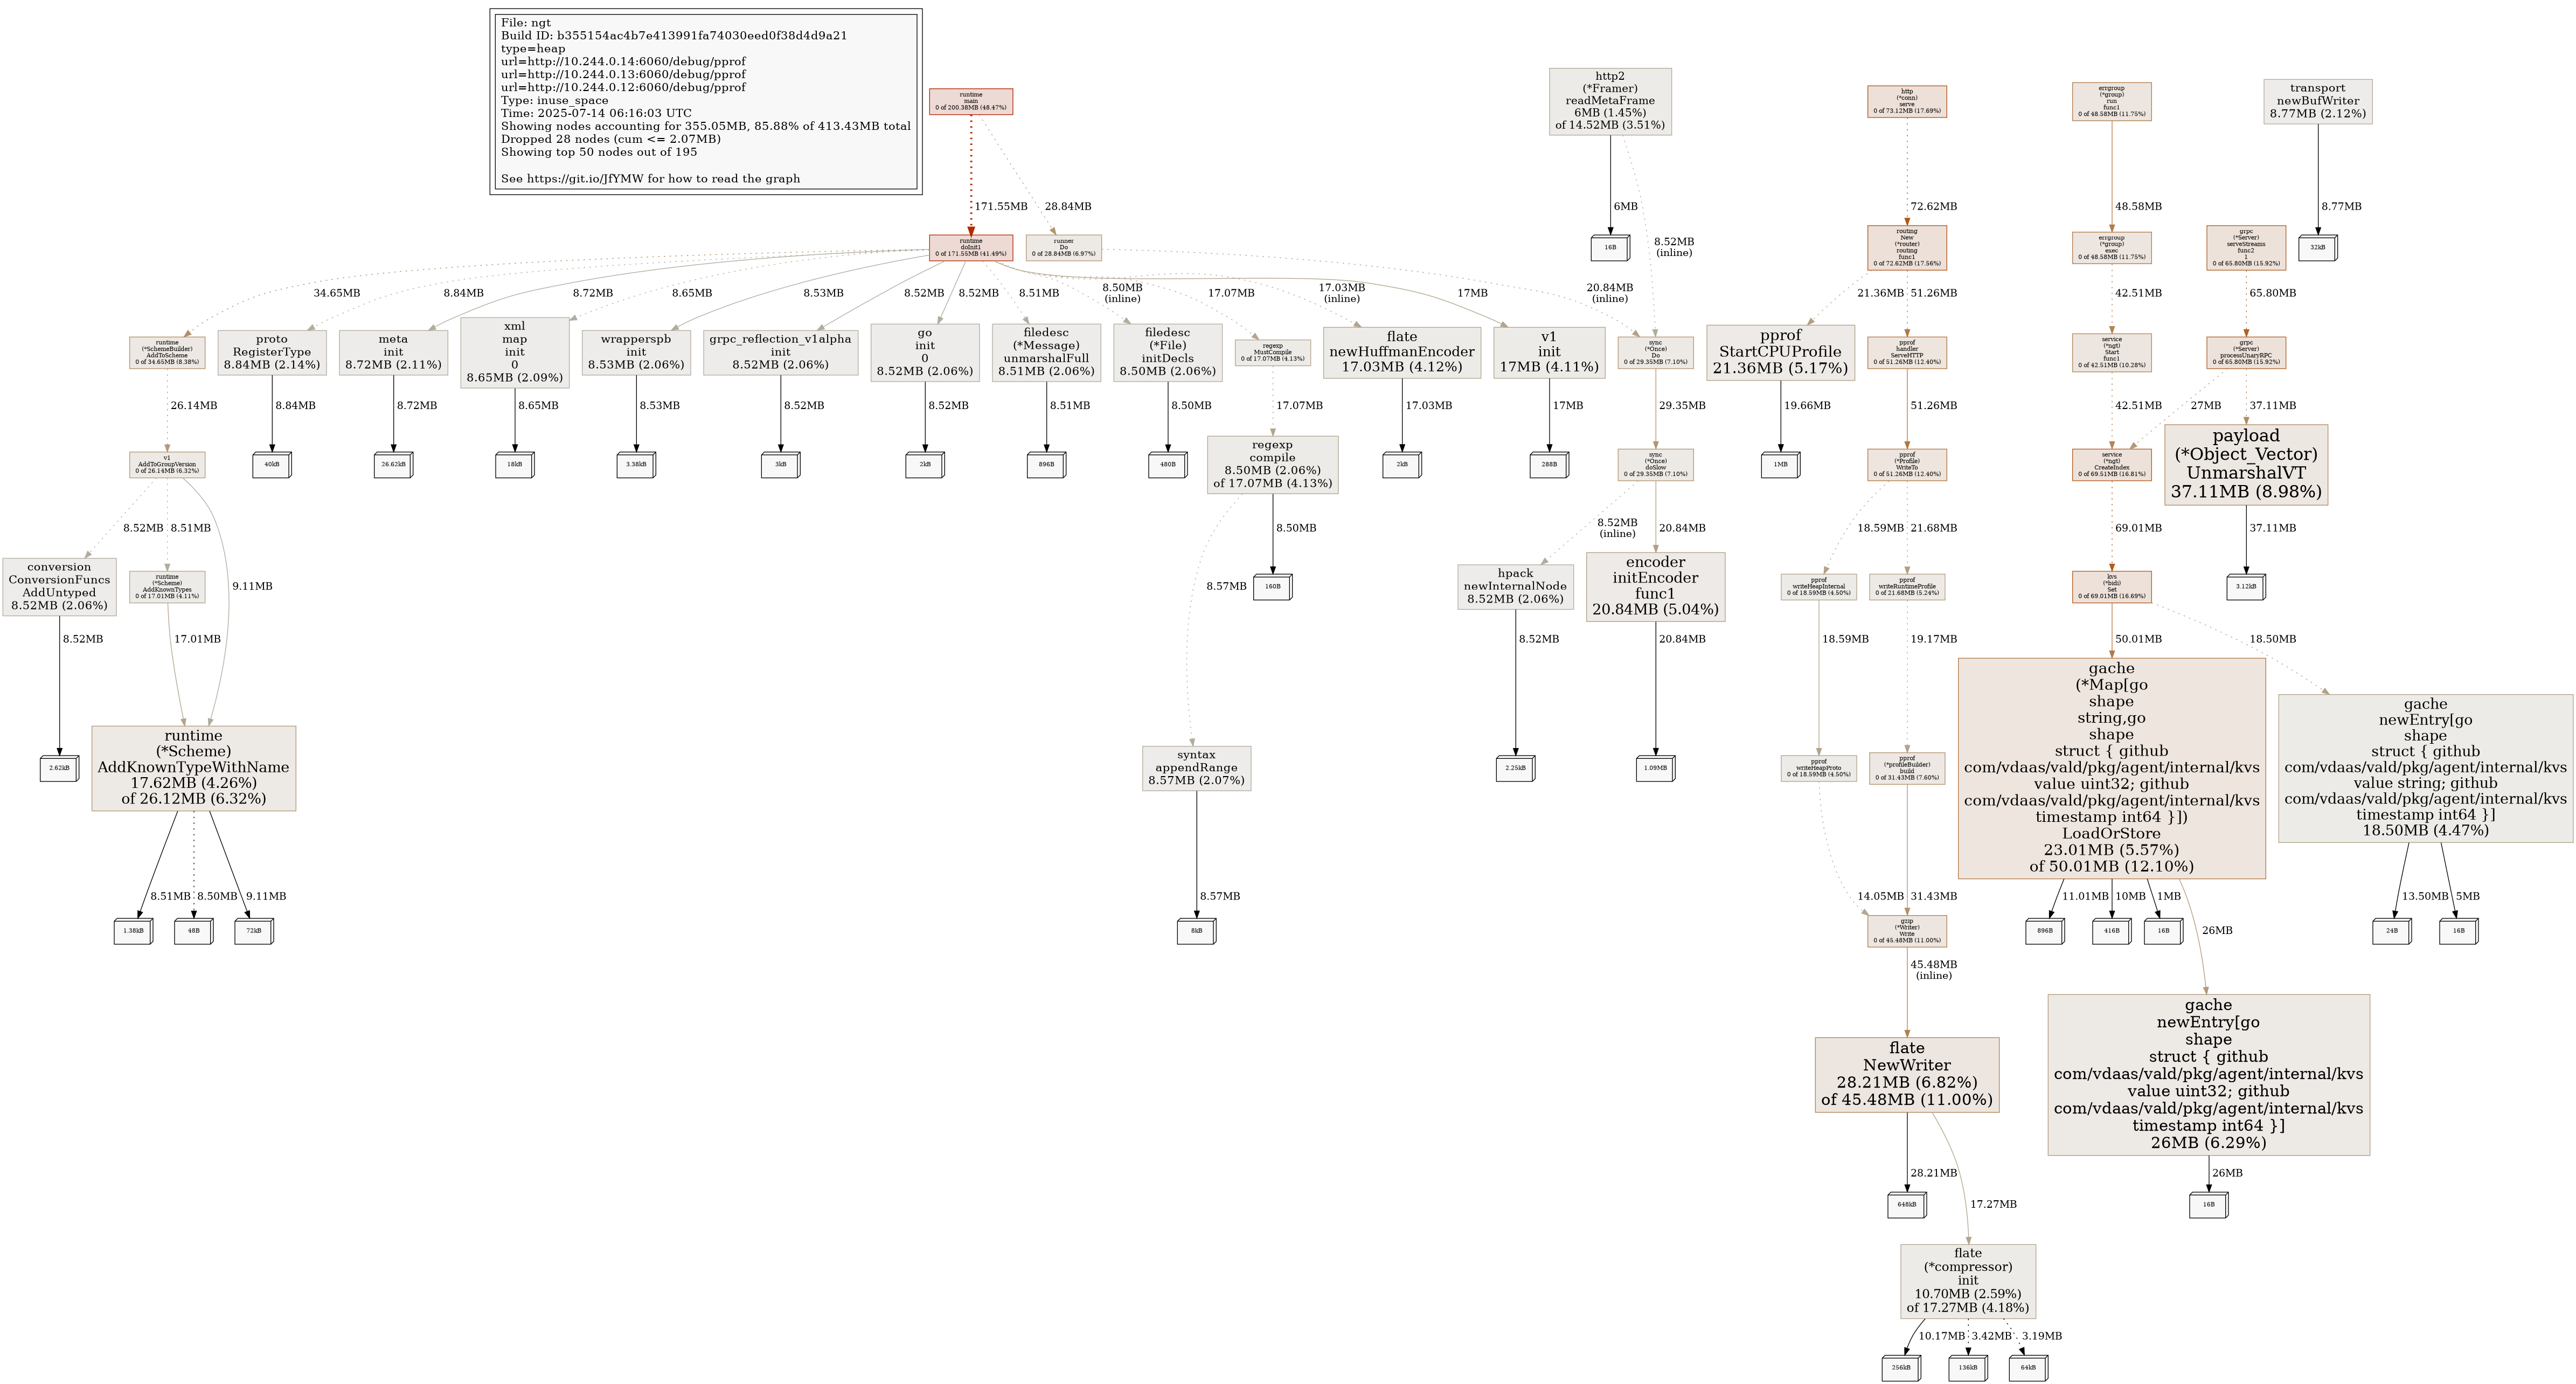 File: ngt
Build ID: b355154ac4b7e413991fa74030eed0f38d4d9a21
type=heap
url=http://10.244.0.14:6060/debug/pprof
url=http://10.244.0.13:6060/debug/pprof
url=http://10.244.0.12:6060/debug/pprof
Type: inuse_space
Time: 2025-07-14 06:16:03 UTC
Showing nodes accounting for 355.05MB, 85.88% of 413.43MB total
Dropped 28 nodes (cum <= 2.07MB)
Showing top 50 nodes out of 195
See https://git.io/JfYMW for how to read the graph
runtime
main
0 of 200.38MB (48.47%)
http2
(*Framer)
readMetaFrame
6MB (1.45%)
of 14.52MB (3.51%)
http
(*conn)
serve
0 of 73.12MB (17.69%)
errgroup
(*group)
run
func1
0 of 48.58MB (11.75%)
transport
newBufWriter
8.77MB (2.12%)
171.55MB
28.84MB
6MB
8.52MB
(inline)
72.62MB
48.58MB
8.77MB
runtime
doInit1
0 of 171.55MB (41.49%)
runner
Do
0 of 28.84MB (6.97%)
16B
routing
New
(*router)
routing
func1
0 of 72.62MB (17.56%)
errgroup
(*group)
exec
0 of 48.58MB (11.75%)
grpc
(*Server)
serveStreams
func2
1
0 of 65.80MB (15.92%)
32kB
34.65MB
8.84MB
8.72MB
8.65MB
8.53MB
8.52MB
8.52MB
8.51MB
8.50MB
(inline)
17.07MB
17.03MB
(inline)
17MB
20.84MB
(inline)
21.36MB
51.26MB
42.51MB
65.80MB
runtime
(*SchemeBuilder)
AddToScheme
0 of 34.65MB (8.38%)
proto
RegisterType
8.84MB (2.14%)
meta
init
8.72MB (2.11%)
xml
map
init
0
8.65MB (2.09%)
wrapperspb
init
8.53MB (2.06%)
grpc_reflection_v1alpha
init
8.52MB (2.06%)
go
init
0
8.52MB (2.06%)
filedesc
(*Message)
unmarshalFull
8.51MB (2.06%)
filedesc
(*File)
initDecls
8.50MB (2.06%)
regexp
MustCompile
0 of 17.07MB (4.13%)
flate
newHuffmanEncoder
17.03MB (4.12%)
v1
init
17MB (4.11%)
sync
(*Once)
Do
0 of 29.35MB (7.10%)
pprof
StartCPUProfile
21.36MB (5.17%)
pprof
handler
ServeHTTP
0 of 51.26MB (12.40%)
service
(*ngt)
Start
func1
0 of 42.51MB (10.28%)
grpc
(*Server)
processUnaryRPC
0 of 65.80MB (15.92%)
26.14MB
8.84MB
8.72MB
8.65MB
8.53MB
8.52MB
8.52MB
8.51MB
8.50MB
17.07MB
17.03MB
17MB
29.35MB
19.66MB
51.26MB
42.51MB
27MB
37.11MB
v1
AddToGroupVersion
0 of 26.14MB (6.32%)
40kB
26.62kB
18kB
3.38kB
3kB
2kB
896B
480B
regexp
compile
8.50MB (2.06%)
of 17.07MB (4.13%)
2kB
288B
sync
(*Once)
doSlow
0 of 29.35MB (7.10%)
1MB
pprof
(*Profile)
WriteTo
0 of 51.26MB (12.40%)
service
(*ngt)
CreateIndex
0 of 69.51MB (16.81%)
payload
(*Object_Vector)
UnmarshalVT
37.11MB (8.98%)
8.52MB
8.51MB
9.11MB
8.57MB
8.50MB
8.52MB
(inline)
20.84MB
18.59MB
21.68MB
69.01MB
37.11MB
conversion
ConversionFuncs
AddUntyped
8.52MB (2.06%)
runtime
(*Scheme)
AddKnownTypes
0 of 17.01MB (4.11%)
160B
hpack
newInternalNode
8.52MB (2.06%)
encoder
initEncoder
func1
20.84MB (5.04%)
pprof
writeHeapInternal
0 of 18.59MB (4.50%)
pprof
writeRuntimeProfile
0 of 21.68MB (5.24%)
kvs
(*bidi)
Set
0 of 69.01MB (16.69%)
3.12kB
8.52MB
17.01MB
8.52MB
20.84MB
18.59MB
19.17MB
50.01MB
18.50MB
2.62kB
runtime
(*Scheme)
AddKnownTypeWithName
17.62MB (4.26%)
of 26.12MB (6.32%)
syntax
appendRange
8.57MB (2.07%)
2.25kB
1.09MB
pprof
writeHeapProto
0 of 18.59MB (4.50%)
pprof
(*profileBuilder)
build
0 of 31.43MB (7.60%)
gache
(*Map[go
shape
string,go
shape
struct { github
com/vdaas/vald/pkg/agent/internal/kvs
value uint32; github
com/vdaas/vald/pkg/agent/internal/kvs
timestamp int64 }])
LoadOrStore
23.01MB (5.57%)
of 50.01MB (12.10%)
gache
newEntry[go
shape
struct { github
com/vdaas/vald/pkg/agent/internal/kvs
value string; github
com/vdaas/vald/pkg/agent/internal/kvs
timestamp int64 }]
18.50MB (4.47%)
8.51MB
8.50MB
9.11MB
8.57MB
14.05MB
31.43MB
11.01MB
10MB
1MB
26MB
13.50MB
5MB
1.38kB
48B
72kB
8kB
gzip
(*Writer)
Write
0 of 45.48MB (11.00%)
896B
416B
16B
24B
16B
45.48MB
(inline)
flate
NewWriter
28.21MB (6.82%)
of 45.48MB (11.00%)
gache
newEntry[go
shape
struct { github
com/vdaas/vald/pkg/agent/internal/kvs
value uint32; github
com/vdaas/vald/pkg/agent/internal/kvs
timestamp int64 }]
26MB (6.29%)
28.21MB
17.27MB
26MB
648kB
16B
flate
(*compressor)
init
10.70MB (2.59%)
of 17.27MB (4.18%)
10.17MB
3.42MB
3.19MB
256kB
136kB
64kB